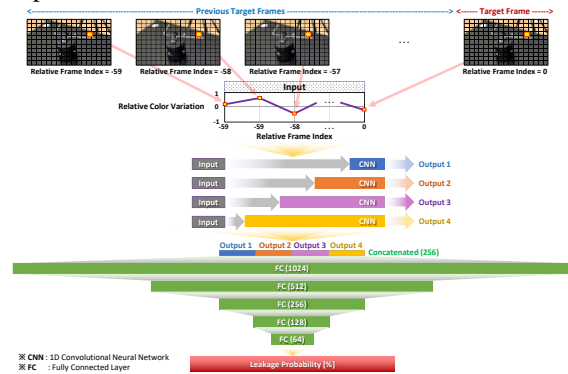 Previous Target Frames
Target Frame
...
Relative Frame Index = -59
Relative Frame Index = -58
Relative Frame Index = -57
Relative Frame Index = 0
Input
Relative Color Variation
1
0
-1
...
-59
-59
-58
...
0
Relative Frame Index
Input
CNN
Output 1
Input
CNN
Output 2
Input
CNN
Output 3
Input
CNN
Output 4
Output 1 Output 2 Output 3 Output 4
Concatenated (256)
FC (1024)
FC (512)
FC (256)
FC (128)
FC (64)
Leakage Probability [%]
※ CNN : 1D Convolutional Neural Network
※ FC : Fully Connected Layer